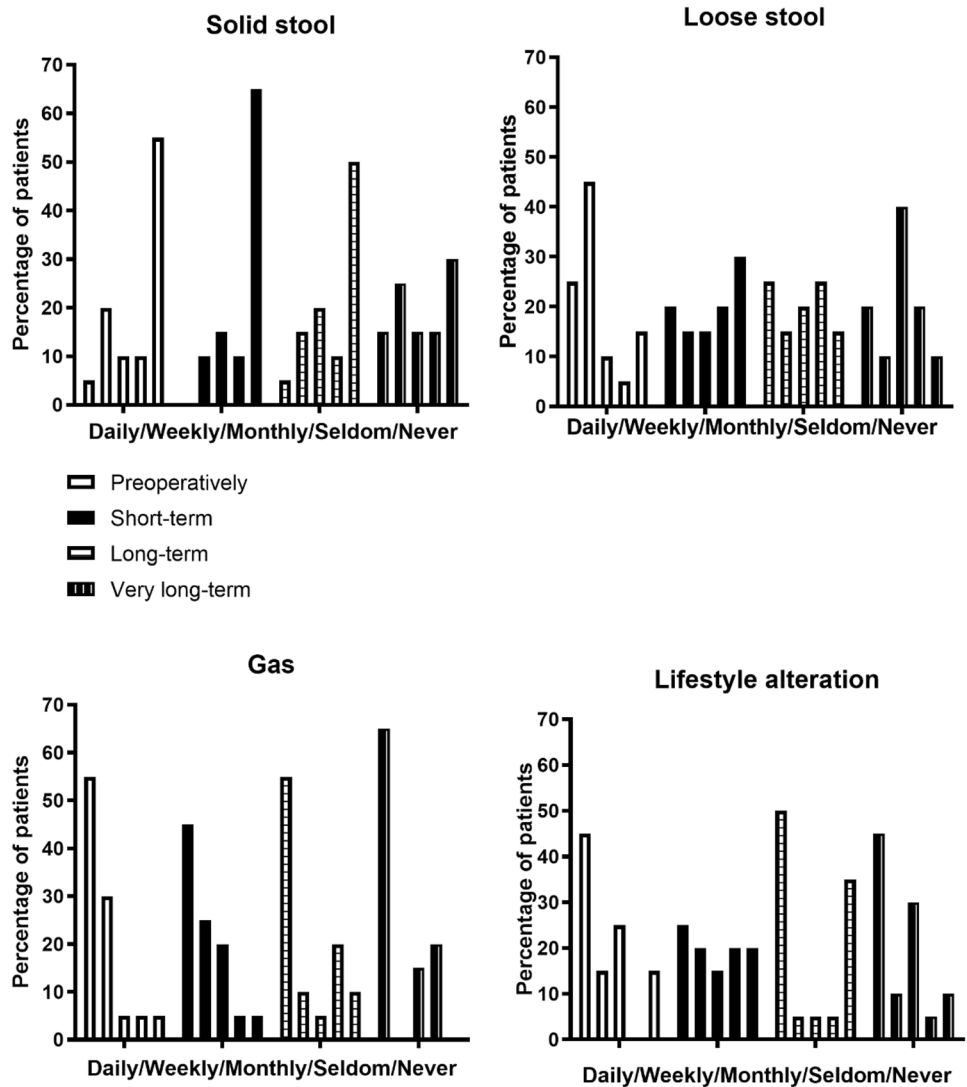 Solid stool
Percentage of patients
70
60
50
40
30
20
10
0
Daily/Weekly/Monthly/Seldom/Never
Loose stool
Percentage of patients
70
60
50
40
30
20
10
0
Daily/Weekly/Monthly/Seldom/Never
Preoperatively
Short-term
Long-term
Very long-term
Gas
Percentage of patients
70
60
50
40
30
20
10
0
Daily/Weekly/Monthly/Seldom/Never
Lifestyle alteration
Percentage of patients
70
60
50
40
30
20
10
0
Daily/Weekly/Monthly/Seldom/Never